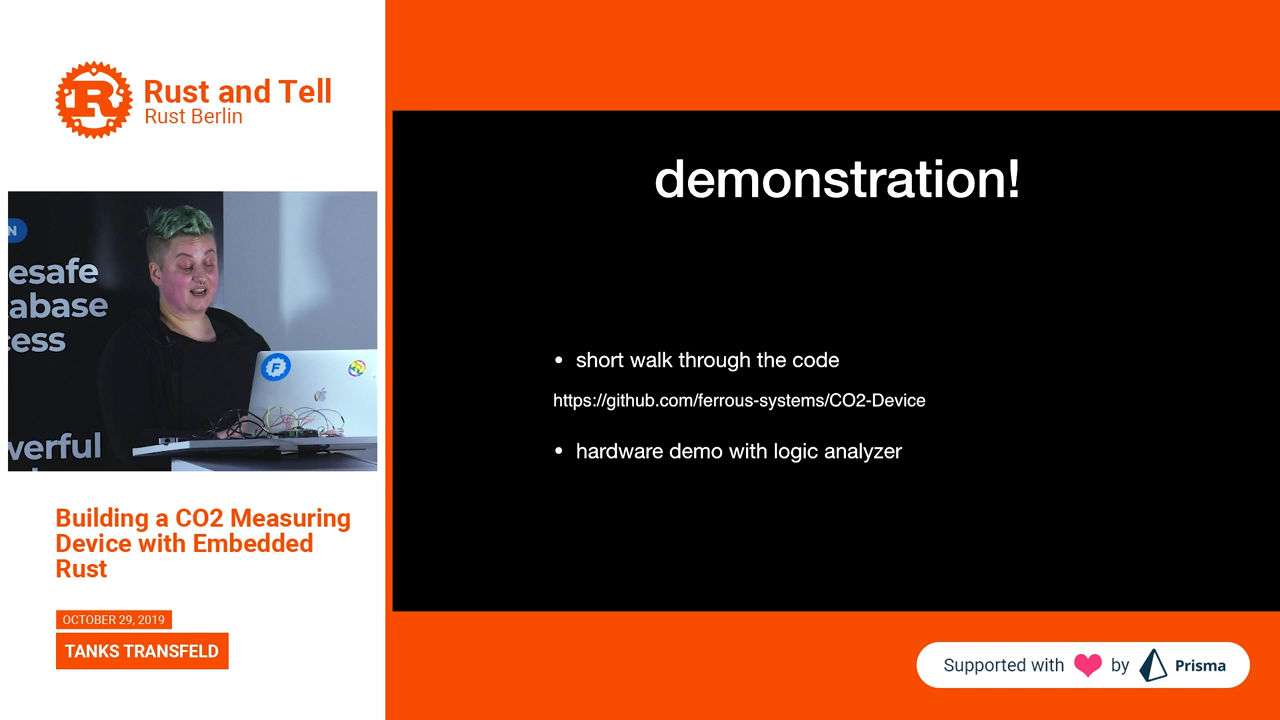 Rust and Tell
Rust Berlin
N
esafe
abase
cess
werful
F
Building a CO2 Measuring
Device with Embedded
Rust
OCTOBER 29, 2019
TANKS TRANSFELD
demonstration!
• short walk through the code
https://github.com/ferrous-systems/CO2-Device
• hardware demo with logic analyzer
Supported with ❤ by Prisma